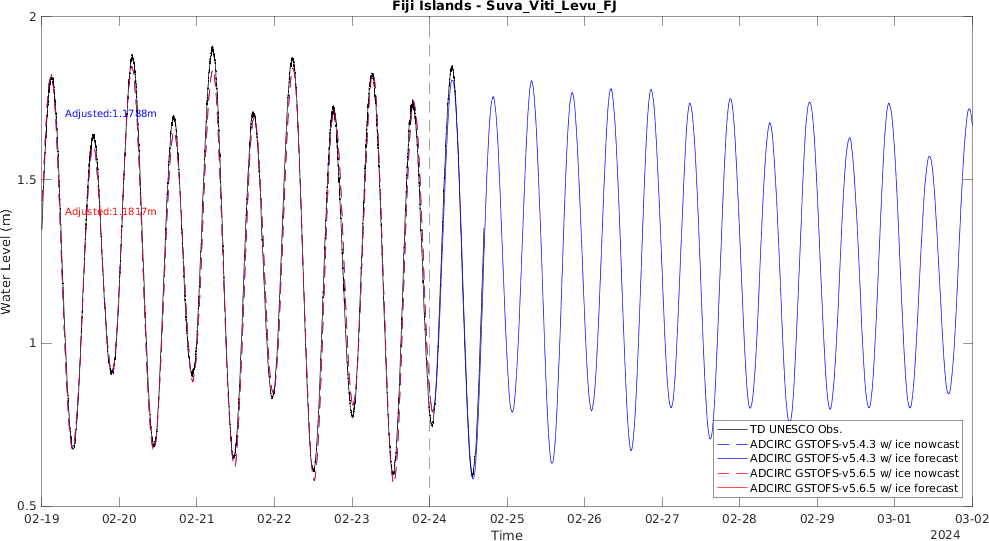 Fiji Islands - Suva_Viti_Levu_FJ
Water Level (m)
2
1.5
1
0.5
Adjusted:1.1788m
Adjusted:1.1817m
TD UNESCO Obs.
ADCIRC GSTOFS-v5.4.3 w/ ice nowcast
ADCIRC GSTOFS-v5.4.3 w/ ice forecast
ADCIRC GSTOFS-v5.6.5 w/ ice nowcast
ADCIRC GSTOFS-v5.6.5 w/ ice forecast
02-19 02-20 02-21 02-22 02-23 02-24 02-25 02-26 02-27 02-28 02-29 03-01 03-02
Time
2024